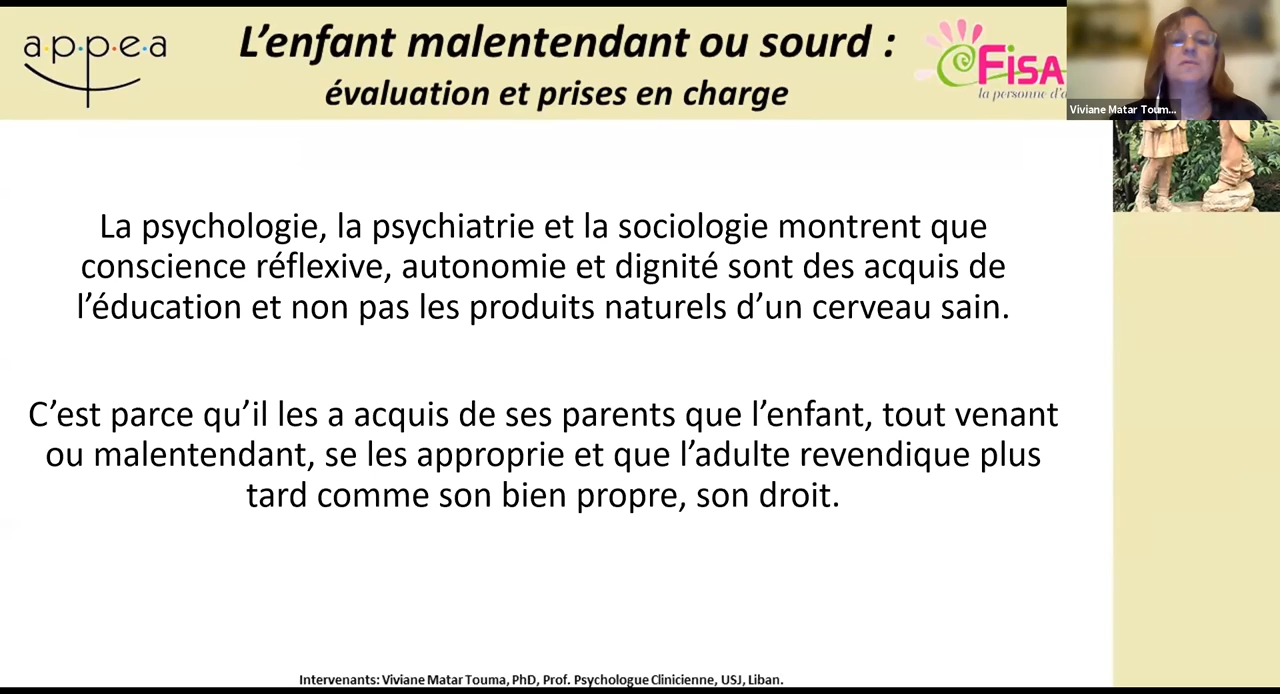 a·p·p·e·a
L’enfant malentendant ou sourd :
évaluation et prises en charge
FISA
la personne d'a
Viviane Matar Toum...
La psychologie, la psychiatrie et la sociologie montrent que
conscience réflexive, autonomie et dignité sont des acquis de
l’éducation et non pas les produits naturels d’un cerveau sain.
C’est parce qu’il les a acquis de ses parents que l’enfant, tout venant
ou malentendant, se les approprie et que l’adulte revendique plus
tard comme son bien propre, son droit.
Intervenants: Viviane Matar Touma, PhD, Prof. Psychologue Clinicienne, USJ, Liban.